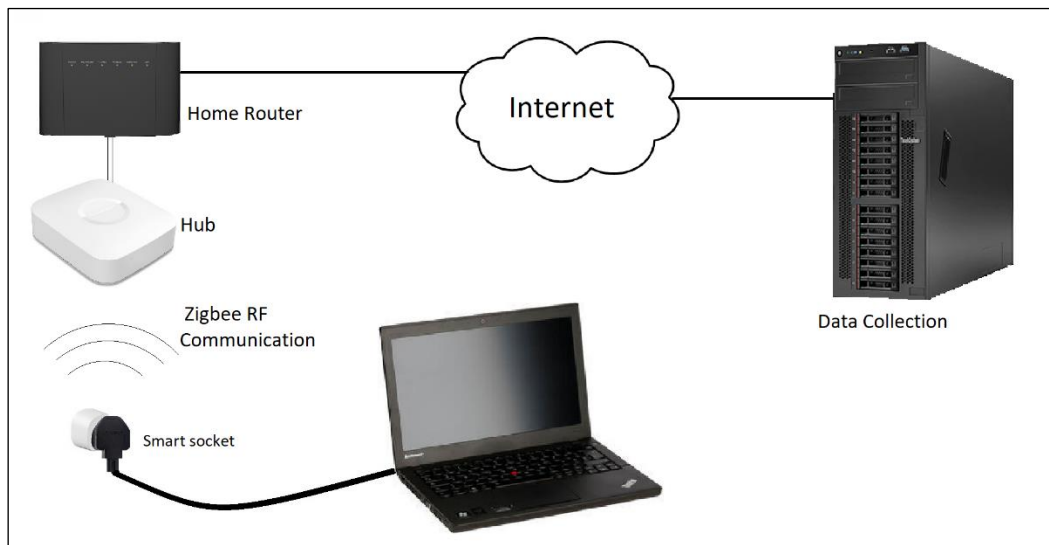 Internet
Home Router
Hub
Zigbee RF
Communication
Data Collection
Smart socket